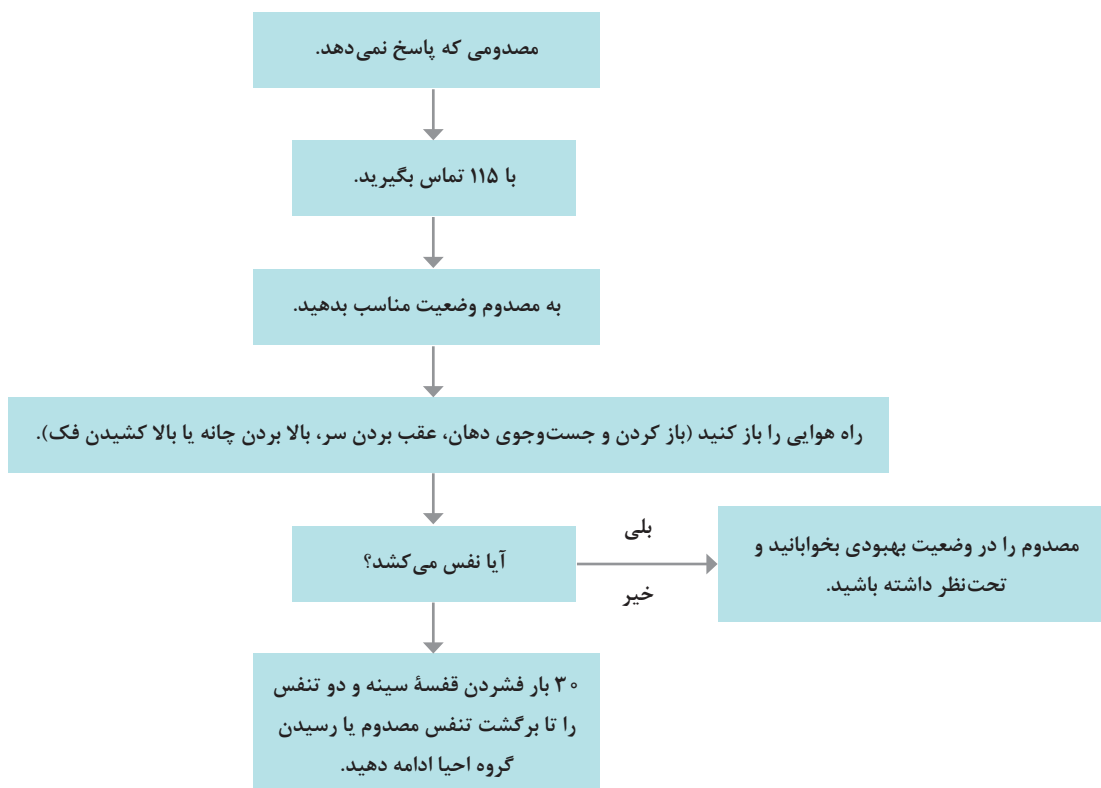 مصدومی که پاسخ نمی‌دهد.
با ۱۱۵ تماس بگیرید.
به مصدوم وضعیت مناسب بدهید.
راه هوایی را باز کنید (باز کردن و جست‌وجوی دهان، عقب بردن سر، بالا بردن چانه یا بالا کشیدن فک).
آیا نفس می‌کشد؟
بلی
خیر
مصدوم را در وضعیت بهبودی بخوابانید و
تحت‌نظر داشته باشید.
۳۰ بار فشردن قفسهٔ سینه و دو تنفس
را تا برگشت تنفس مصدوم یا رسیدن
گروه احیا ادامه دهید.